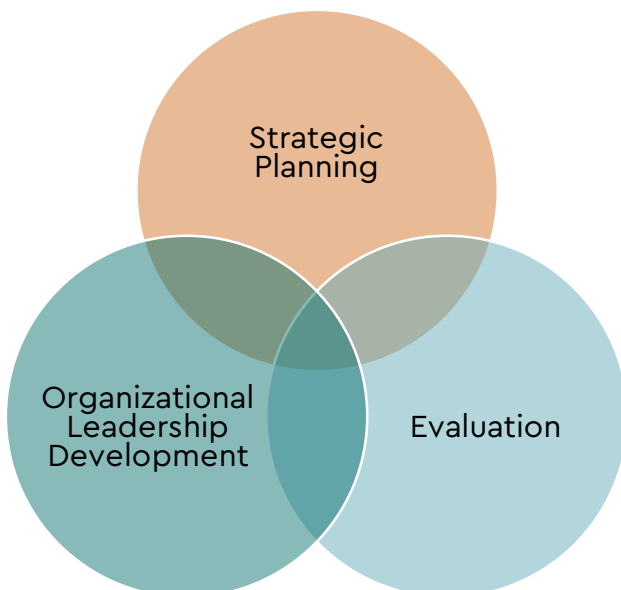 Strategic
Planning
Organizational
Leadership
Development
Evaluation